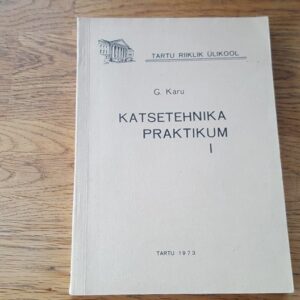 TARTU RIIKLIK ÜLIKOOL
G. Karu
KATSETEHNIKA
PRAKTIKUM
I
TARTU 1973